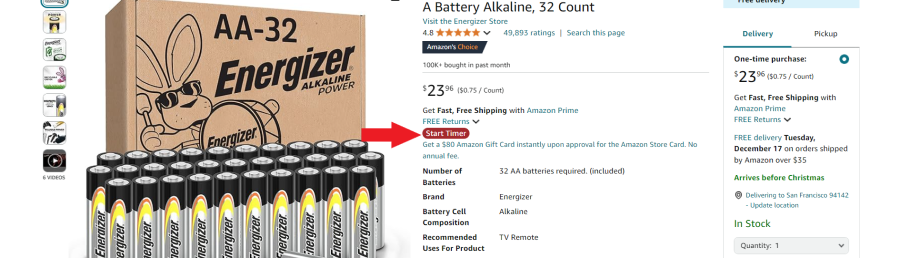 6 VIDEOS
AA-32
Energizer
ALKALINE
POWER
Energizer.
A Battery Alkaline, 32 Count
Visit the Energizer Store
4.8
49,893 ratings | Search this page
Amazon's Choice
100K+ bought in past month
$23.96 ($0.75 / Count)
Get Fast, Free Shipping with Amazon Prime
FREE Returns
Start Timer
Get a $80 Amazon Gift Card instantly upon approval for the Amazon Store Card. No
annual fee.
Number of Batteries 32 AA batteries required. (included)
Brand Energizer
Battery Cell Composition Alkaline
Recommended Uses For Product TV Remote
Free delivery
Delivery Pickup
One-time purchase:
$23.96 ($0.75 / Count)
Get Fast, Free Shipping with
Amazon Prime
FREE Returns
FREE delivery Tuesday,
December 17 on orders shipped
by Amazon over $35
Arrives before Christmas
Delivering to San Francisco 94142
- Update location
In Stock
Quantity: 1